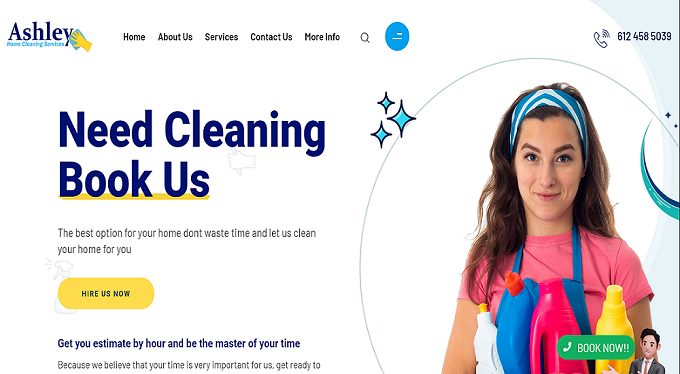 Ashley
Home Cleaning Services
Home About Us Services Contact Us More Info
612 458 5039
Need Cleaning
Book Us
The best option for your home dont waste time and let us clean
your home for you
HIRE US NOW
Get you estimate by hour and be the master of your time
Because we believe that your time is very important for us, get ready to
BOOK NOW!!